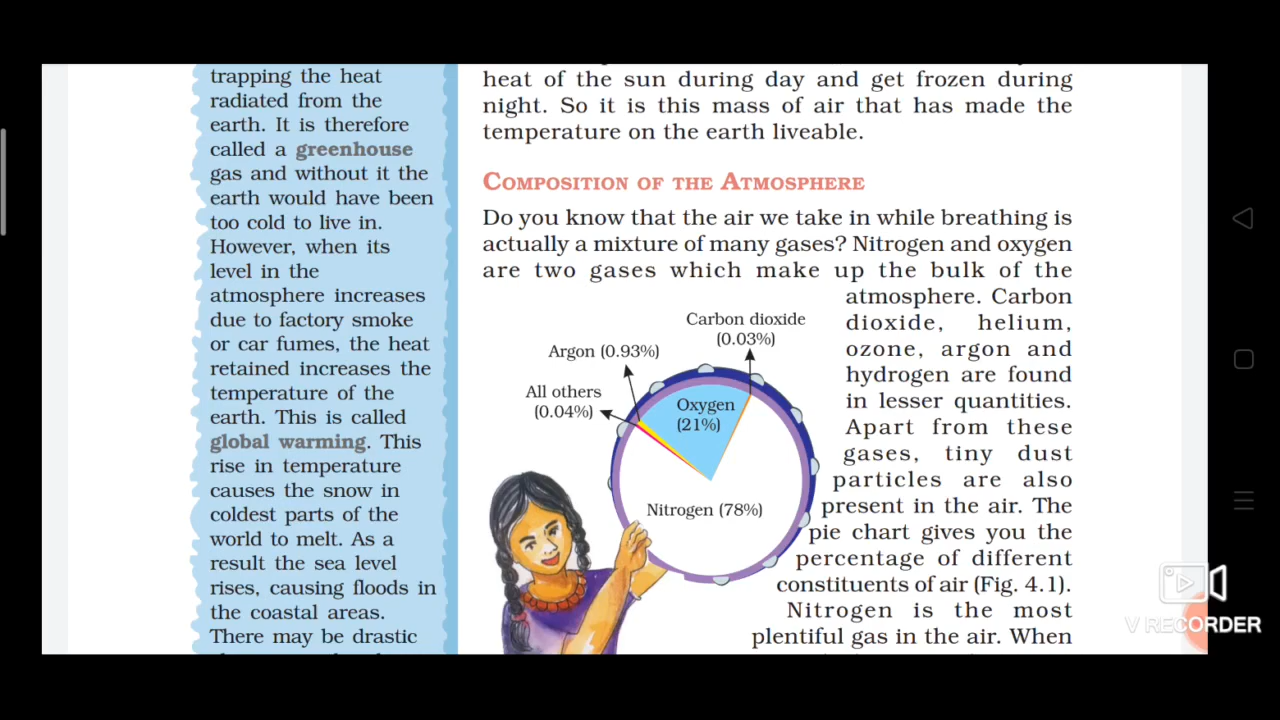 trapping the heat
radiated from the
earth. It is therefore
called a greenhouse
gas and without it the
earth would have been
too cold to live in.
However, when its
level in the
atmosphere increases
due to factory smoke
or car fumes, the heat
retained increases the
temperature of the
earth. This is called
global warming. This
rise in temperature
causes the snow in
coldest parts of the
world to melt. As a
result the sea level
rises, causing floods in
the coastal areas.
There may be drastic
heat of the sun during day and get frozen during
night. So it is this mass of air that has made the
temperature on the earth liveable.
COMPOSITION OF THE ATMOSPHERE
Do you know that the air we take in while breathing is
actually a mixture of many gases? Nitrogen and oxygen
are two gases which make up the bulk of the
atmosphere. Carbon
dioxide, helium,
ozone, argon and
hydrogen are found
in lesser quantities.
Apart from these
gases, tiny dust
particles are also
present in the air. The
pie chart gives you the
percentage of different
constituents of air (Fig. 4.1).
Nitrogen is the most
plentiful gas in the air. When
Carbon dioxide
(0.03%)
Argon (0.93%)
All others
(0.04%)
Oxygen
(21%)
Nitrogen (78%)
V RECORDER